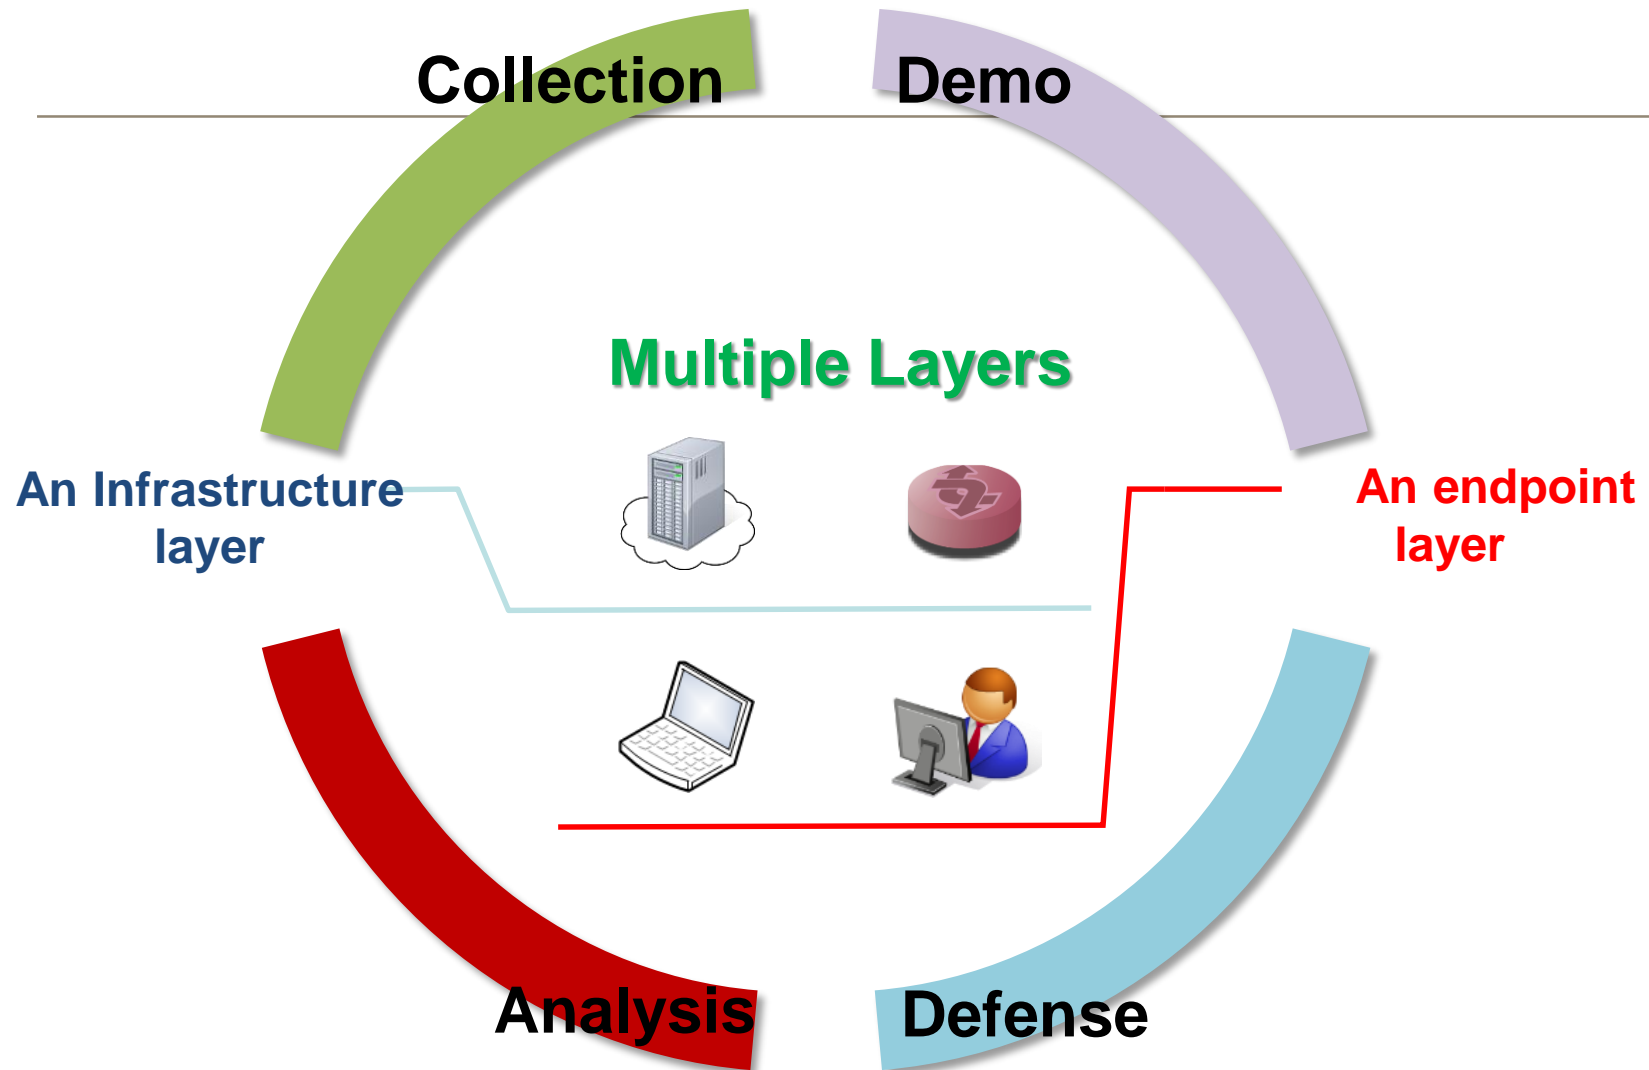 Collection
Demo
Multiple Layers
An Infrastructure
layer
An endpoint
layer
Analysis
Defense